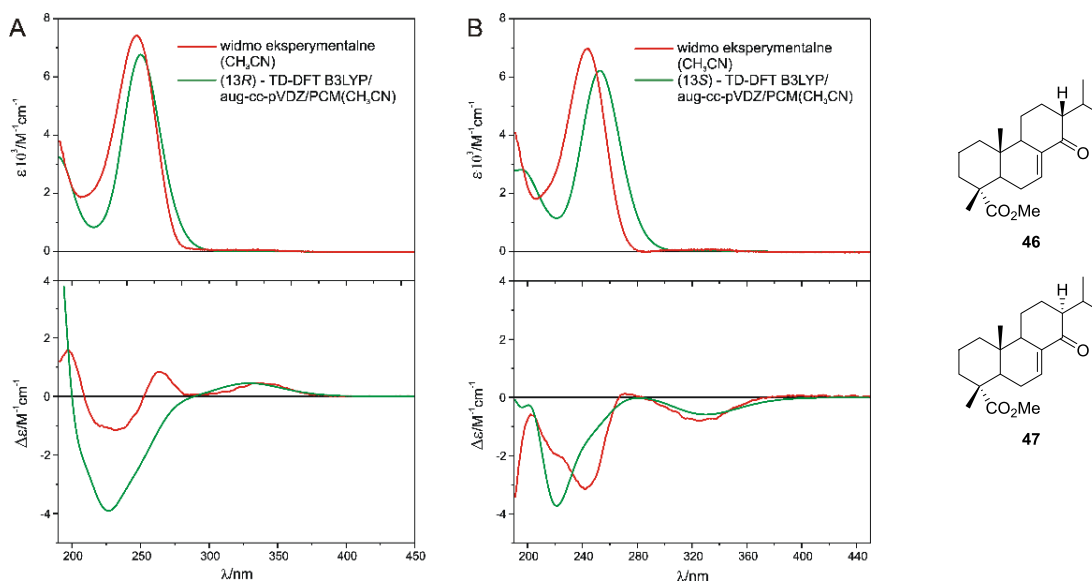 A
8
6
4
2
0
ε·10³/M⁻¹cm⁻¹
widmo eksperymentalne
(CH₃CN)
(13R) - TD-DFT B3LYP/
aug-cc-pVDZ/PCM(CH₃CN)
4
2
0
-2
-4
Δε/M⁻¹cm⁻¹
200 250 300 350 400 450
λ/nm
B
8
6
4
2
0
ε·10³/M⁻¹cm⁻¹
widmo eksperymentalne
(CH₃CN)
(13S) - TD-DFT B3LYP/
aug-cc-pVDZ/PCM(CH₃CN)
4
2
0
-2
-4
Δε/M⁻¹cm⁻¹
200 240 280 320 360 400 440
λ/nm
H
O
CO₂Me
46
H
O
CO₂Me
47